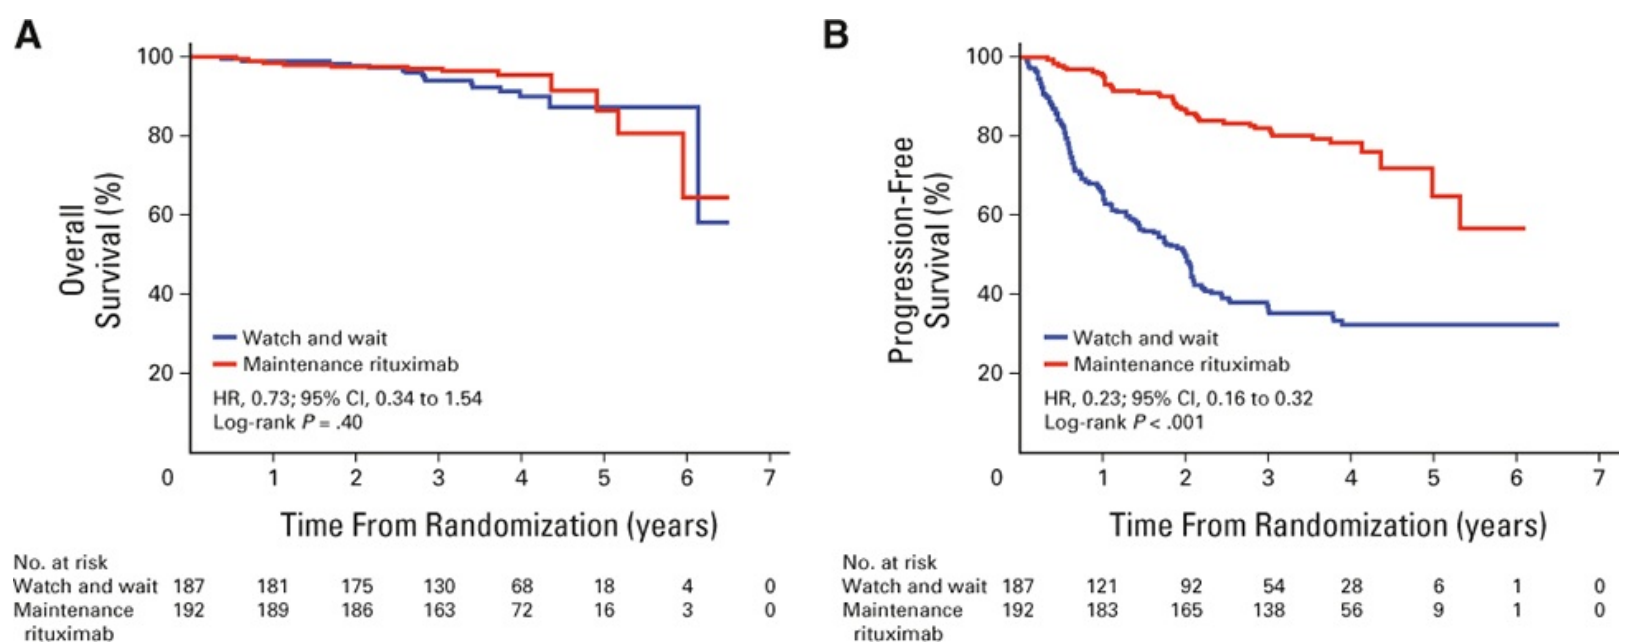 A
100
80
60
40
20
0
Overall
Survival (%)
Watch and wait
Maintenance rituximab
HR, 0.73; 95% CI, 0.34 to 1.54
Log-rank P = .40
1 2 3 4 5 6 7
Time From Randomization (years)
No. at risk
Watch and wait 187 181 175 130 68 18 4 0
Maintenance 192 189 186 163 72 16 3 0
rituximab
B
100
80
60
40
20
0
Progression-Free
Survival (%)
Watch and wait
Maintenance rituximab
HR, 0.23; 95% CI, 0.16 to 0.32
Log-rank P < .001
1 2 3 4 5 6 7
Time From Randomization (years)
No. at risk
Watch and wait 187 121 92 54 28 6 1 0
Maintenance 192 183 165 138 56 9 1 0
rituximab